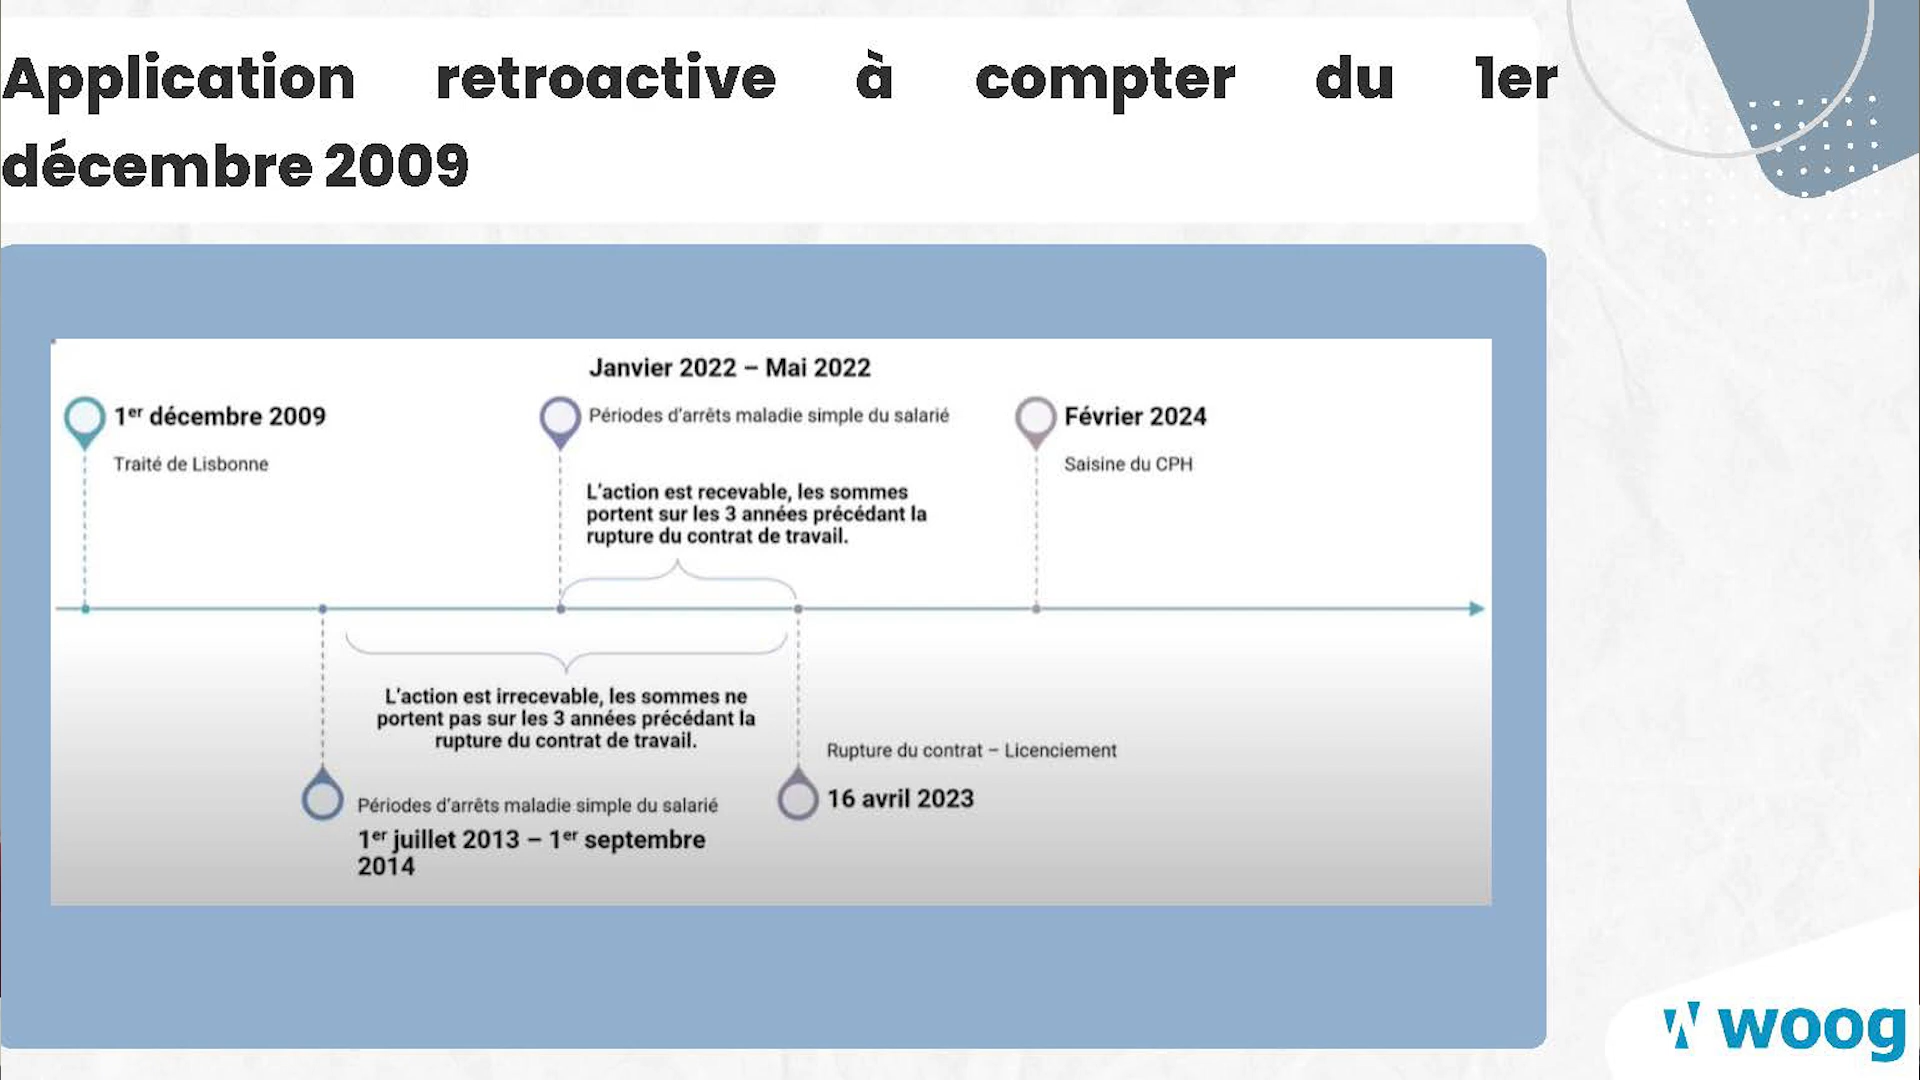 Application retroactive à compter du 1er
décembre 2009
Janvier 2022 – Mai 2022
1er décembre 2009
Périodes d'arrêts maladie simple du salarié
Février 2024
Traité de Lisbonne
Saisine du CPH
L'action est recevable, les sommes
portent sur les 3 années précédant la
rupture du contrat de travail.
L'action est irrecevable, les sommes ne
portent pas sur les 3 années précédant la
rupture du contrat de travail.
Rupture du contrat – Licenciement
16 avril 2023
Périodes d'arrêts maladie simple du salarié
1er juillet 2013 – 1er septembre
2014
woog